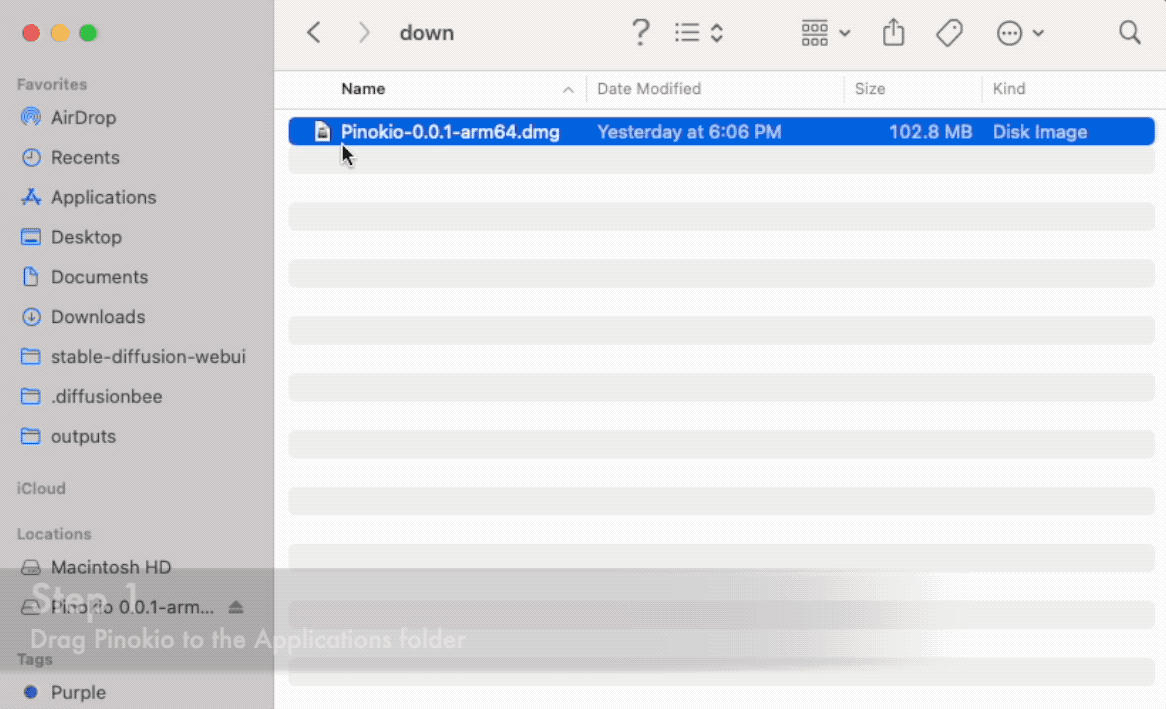 down
Favorites
AirDrop
Recents
Applications
Desktop
Documents
Downloads
stable-diffusion-webui
.diffusionbee
outputs
iCloud
Locations
Macintosh HD
Pinokio 0.0.1-arm...
Tags
Purple
Name Date Modified Size Kind
Pinokio-0.0.1-arm64.dmg Yesterday at 6:06 PM 102.8 MB Disk Image
Step 1
Drag Pinokio to the Applications folder